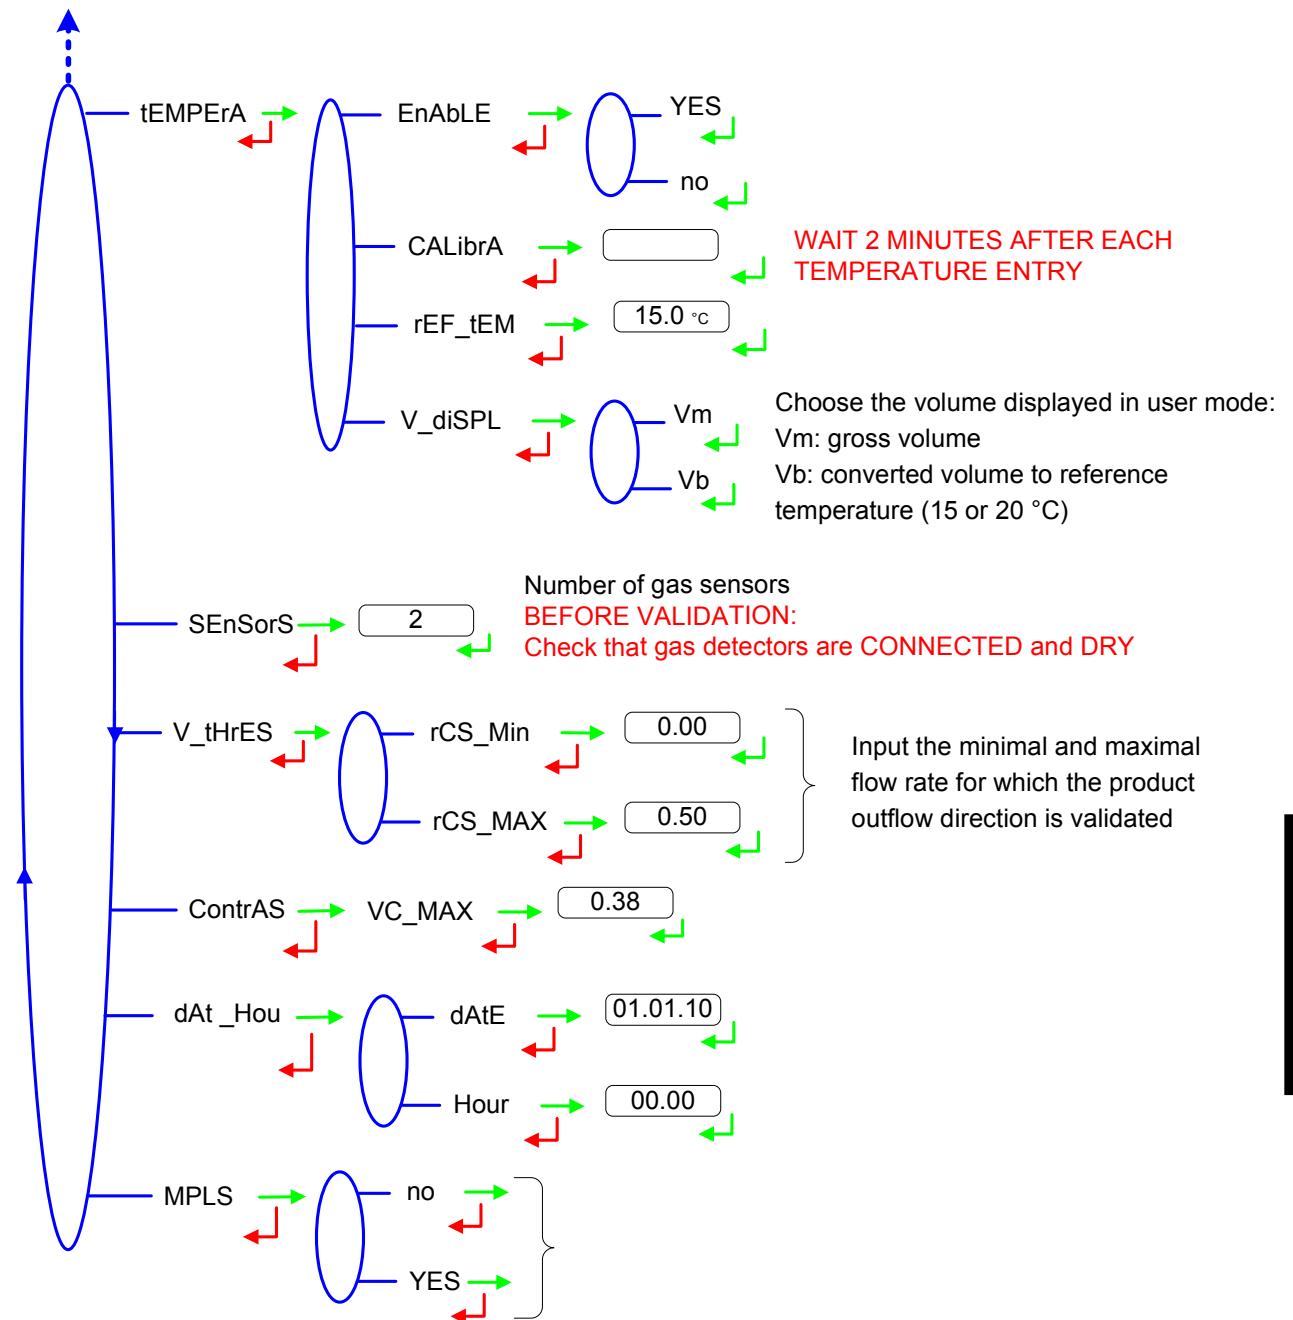 tEMPErA
EnAbLE
YES
no
CALibrA
WAIT 2 MINUTES AFTER EACH
TEMPERATURE ENTRY
rEF_tEM
15.0 °C
V_diSPL
Vm
Vb
Choose the volume displayed in user mode:
Vm: gross volume
Vb: converted volume to reference
temperature (15 or 20 °C)
SEnSorS
2
Number of gas sensors
BEFORE VALIDATION:
Check that gas detectors are CONNECTED and DRY
V_tHrES
rCS_Min
0.00
rCS_MAX
0.50
Input the minimal and maximal
flow rate for which the product
outflow direction is validated
ContrAS
VC_MAX
0.38
dAt _Hou
dAtE
01.01.10
Hour
00.00
MPLS
no
YES